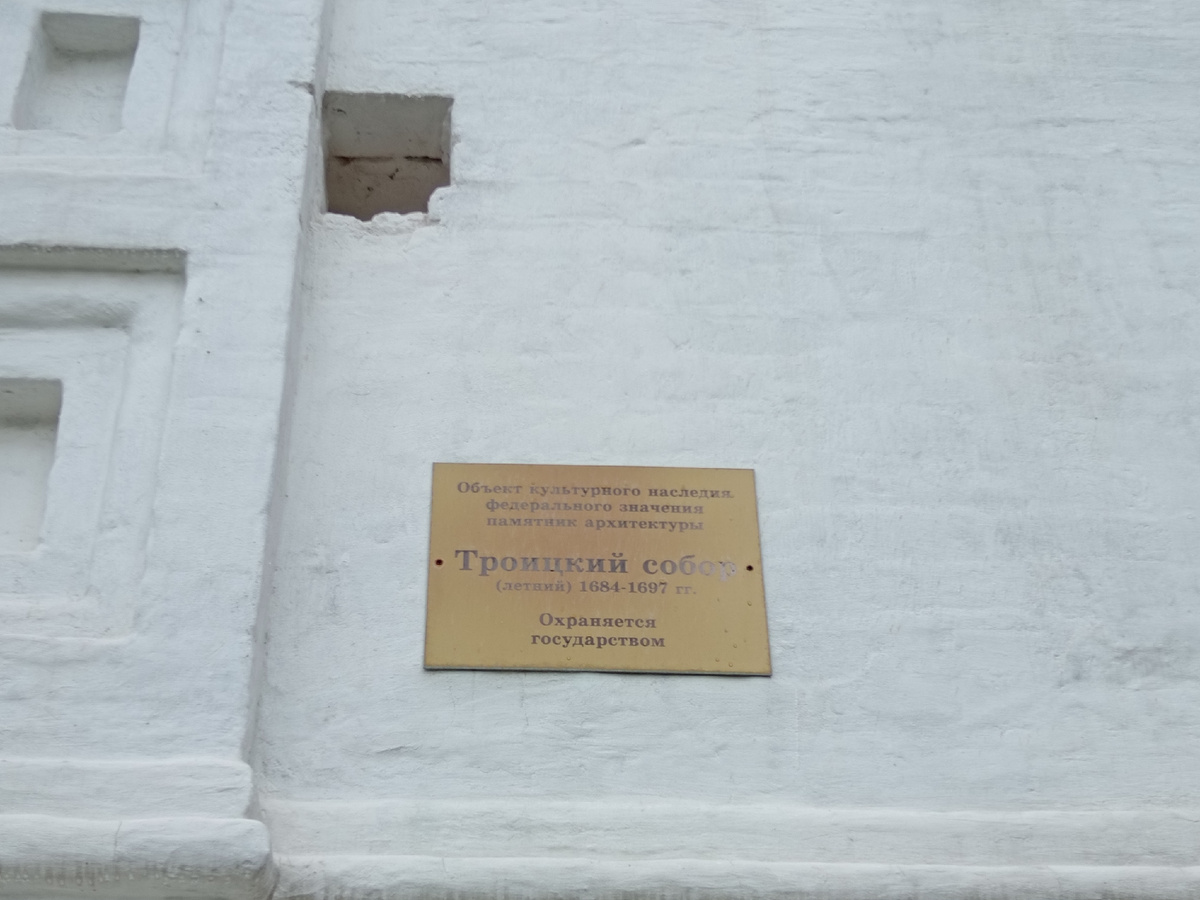 Объект культурного наследия
федерального значения
памятник архитектуры
Троицкий собор
(летний) 1684-1697 гг.
Охраняется
государством